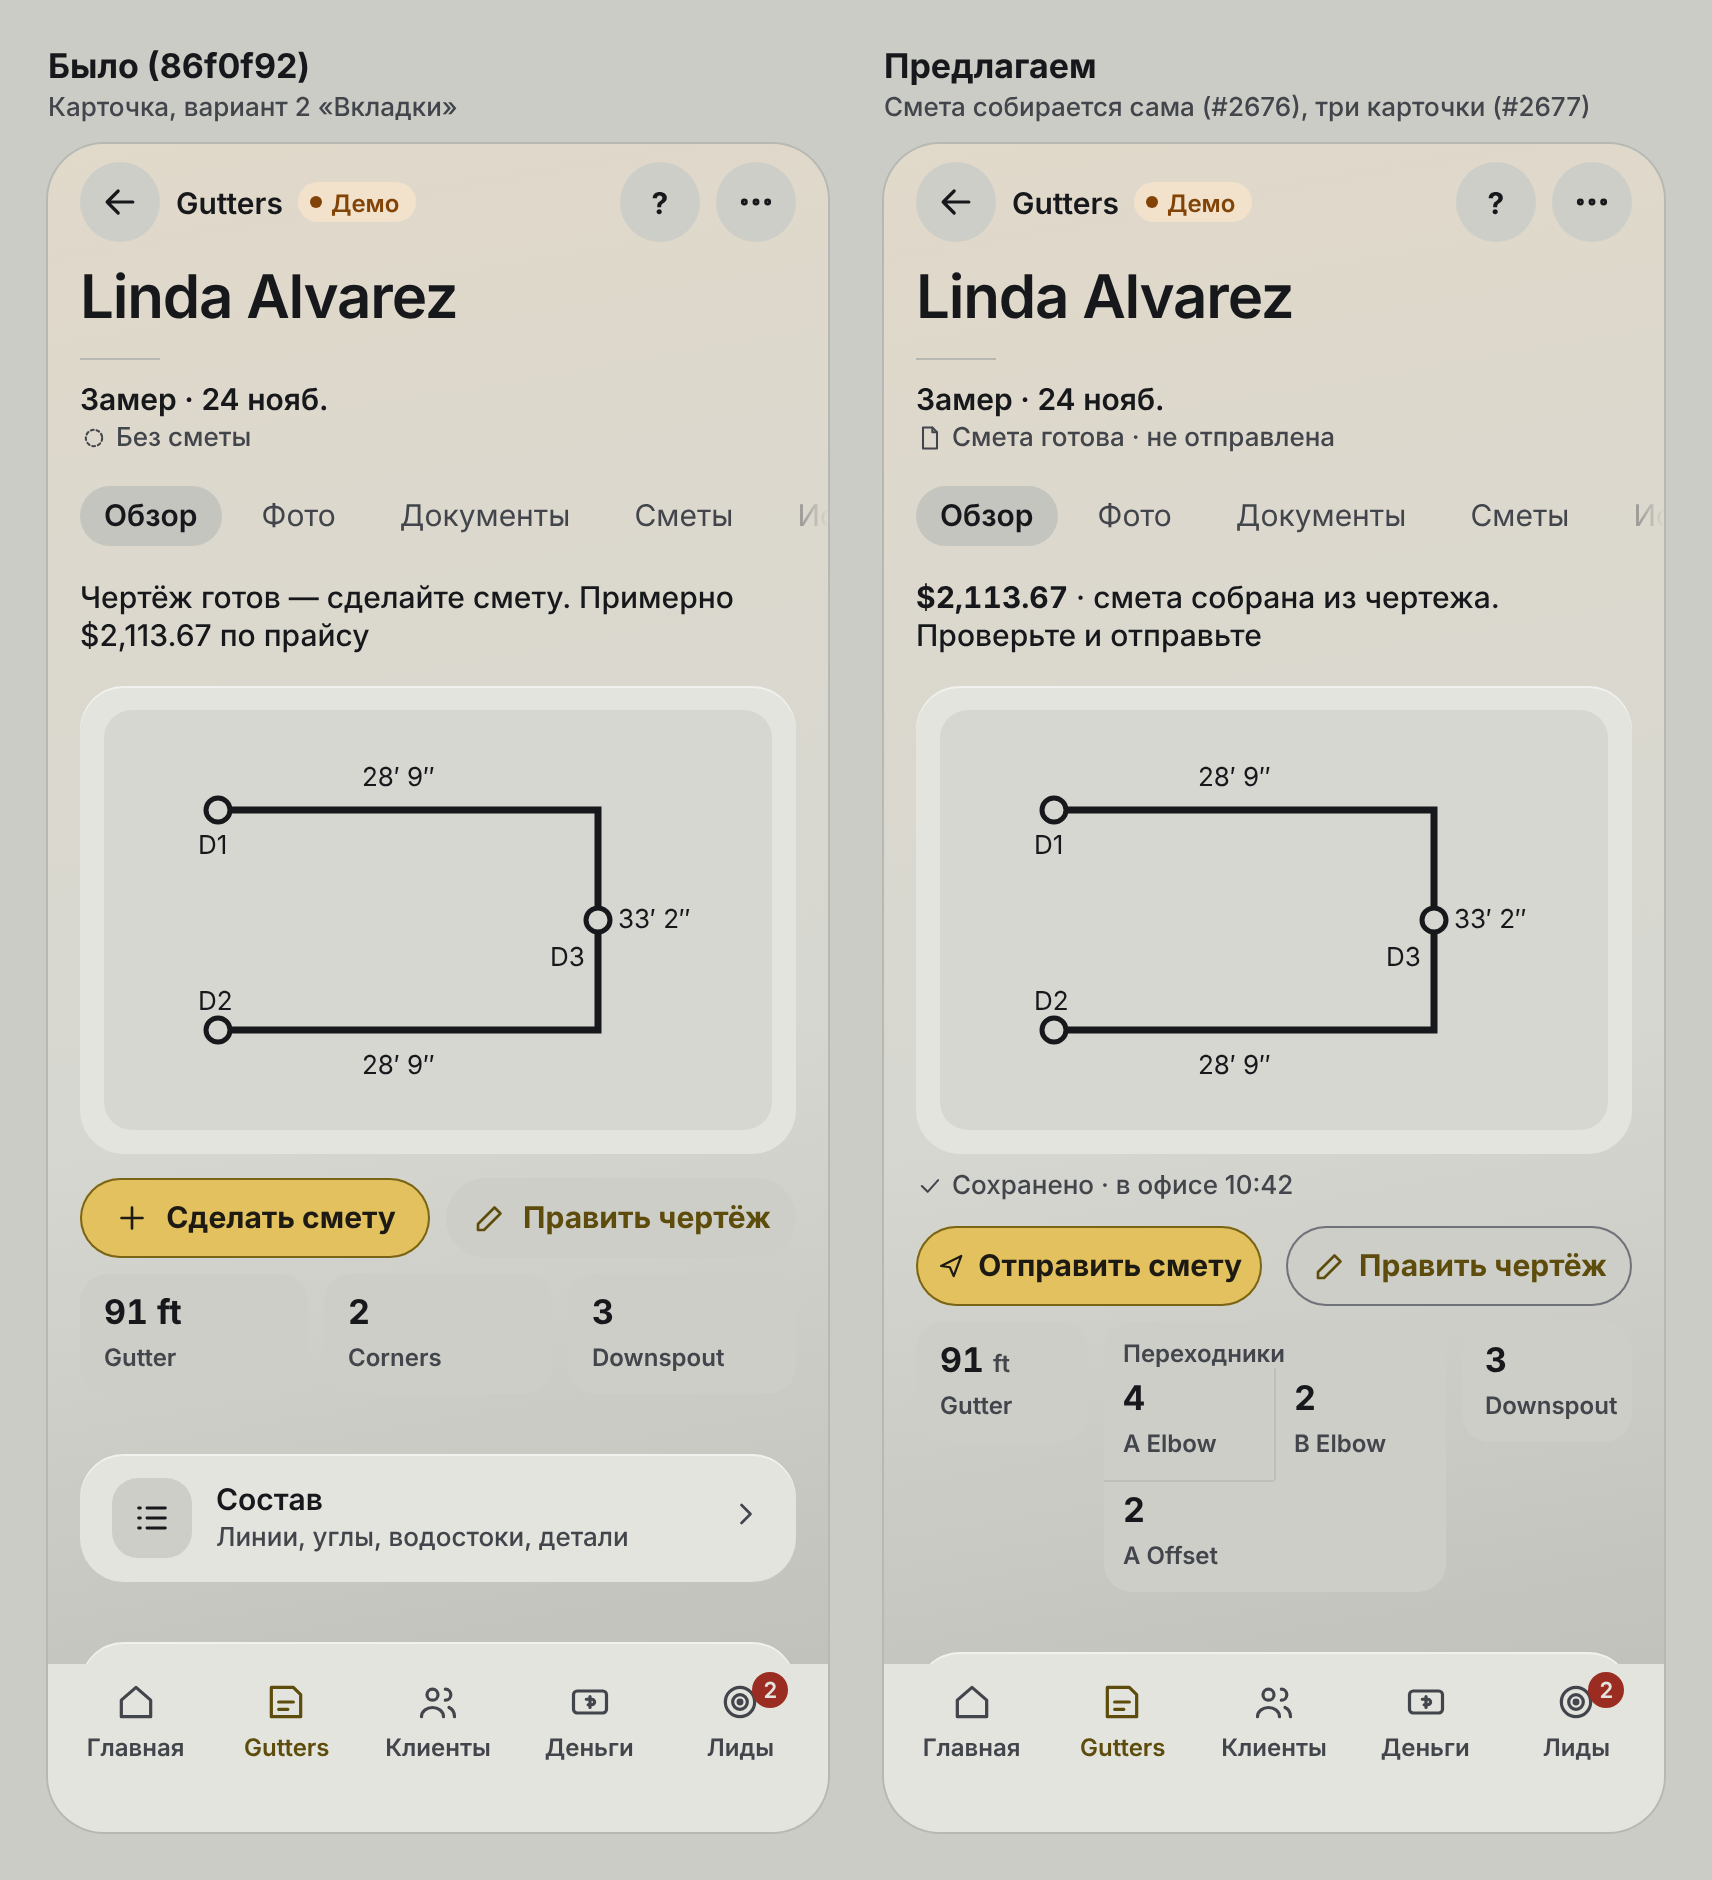 Было (86f0f92)
Карточка, вариант 2 «Вкладки»
Gutters
Демо
?
Linda Alvarez
Замер · 24 нояб.
Без сметы
Обзор
Фото
Документы
Сметы
Чертёж готов — сделайте смету. Примерно
$2,113.67 по прайсу
28′ 9″
D1
33′ 2″
D3
D2
28′ 9″
Сделать смету
Править чертёж
91 ft
Gutter
2
Corners
3
Downspout
Состав
Линии, углы, водостоки, детали
Главная
Gutters
Клиенты
Деньги
2
Лиды
Предлагаем
Смета собирается сама (#2676), три карточки (#2677)
Gutters
Демо
?
Linda Alvarez
Замер · 24 нояб.
Смета готова · не отправлена
Обзор
Фото
Документы
Сметы
$2,113.67 · смета собрана из чертежа.
Проверьте и отправьте
28′ 9″
D1
33′ 2″
D3
D2
28′ 9″
Сохранено · в офисе 10:42
Отправить смету
Править чертёж
91 ft
Gutter
Переходники
4
A Elbow
2
B Elbow
2
A Offset
3
Downspout
Главная
Gutters
Клиенты
Деньги
2
Лиды